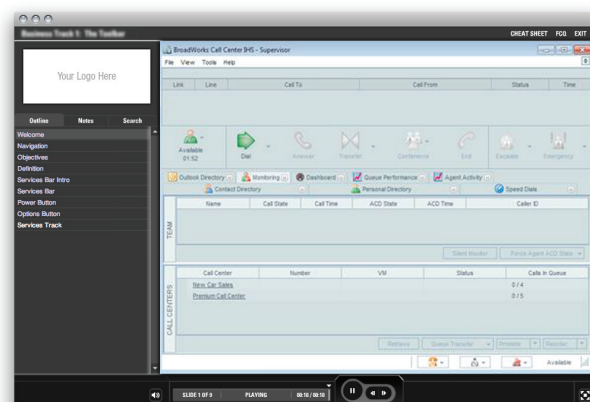 Business Track 1: The Toolbar
CHEAT SHEET FCQ EXIT
Your Logo Here
Outline Notes Search
Welcome
Navigation
Objectives
Definition
Services Bar Intro
Services Bar
Power Button
Options Button
Services Track
BroadWorks Call Center IHS - Supervisor
File View Tools Help
Link Line Call To Call From Status Time
Available
01:52
Dial Answer Transfer Conference End Escalate Emergency
Outlook Directory Monitoring Dashboard Queue Performance Agent Activity
Contact Directory Personal Directory Speed Dials
TEAM
Name Call State Call Time ACD State ACD Time Caller ID
Silent Monitor Force Agent ACD State
CALL CENTERS
Call Center Number VM Status Calls In Queue
New Car Sales 0 / 4
Premium Call Center 0 / 5
Retrieve Queue Transfer Promote Reorder
Available
SLIDE 1 OF 9 PLAYING 00:10 / 00:10